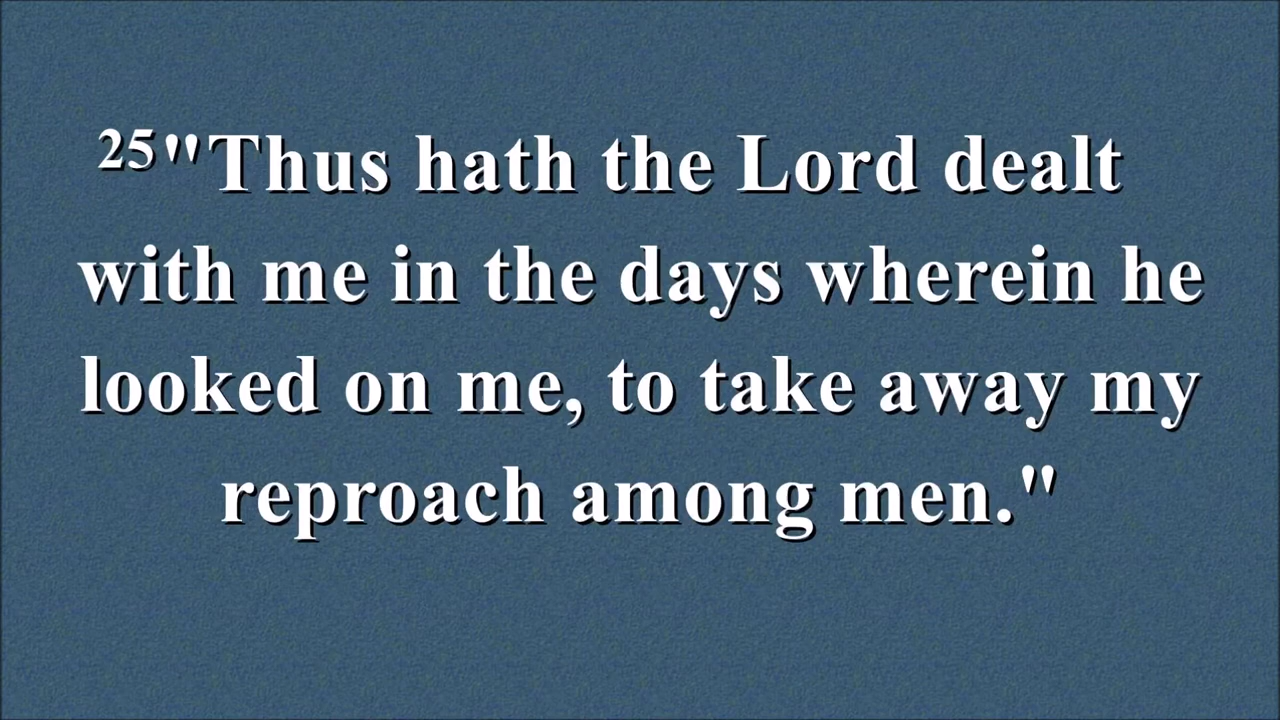 25"Thus hath the Lord dealt
with me in the days wherein he
looked on me, to take away my
reproach among men."